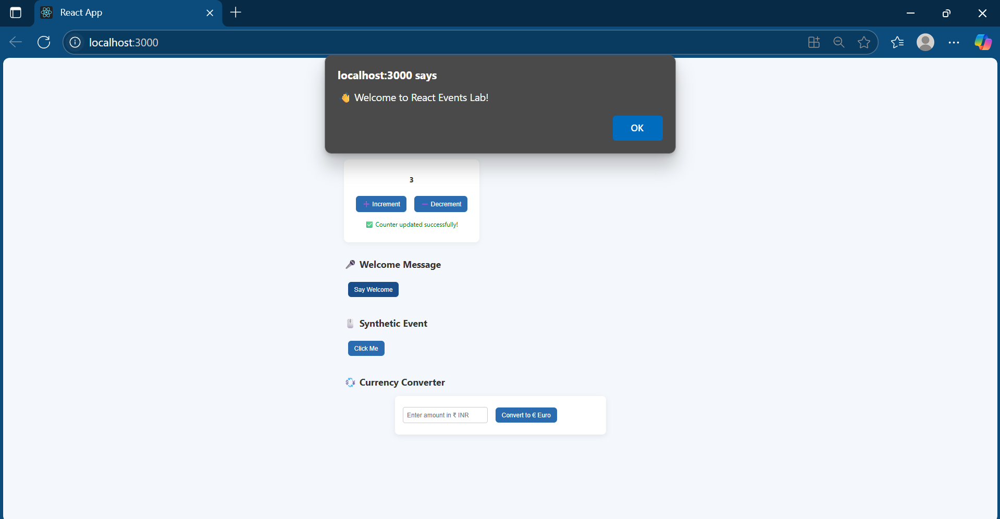 React App
localhost:3000
localhost:3000 says
👋 Welcome to React Events Lab!
OK
3
➕ Increment
➖ Decrement
✅ Counter updated successfully!
🎤 Welcome Message
Say Welcome
🖱️ Synthetic Event
Click Me
💱 Currency Converter
Enter amount in ₹ INR
Convert to € Euro